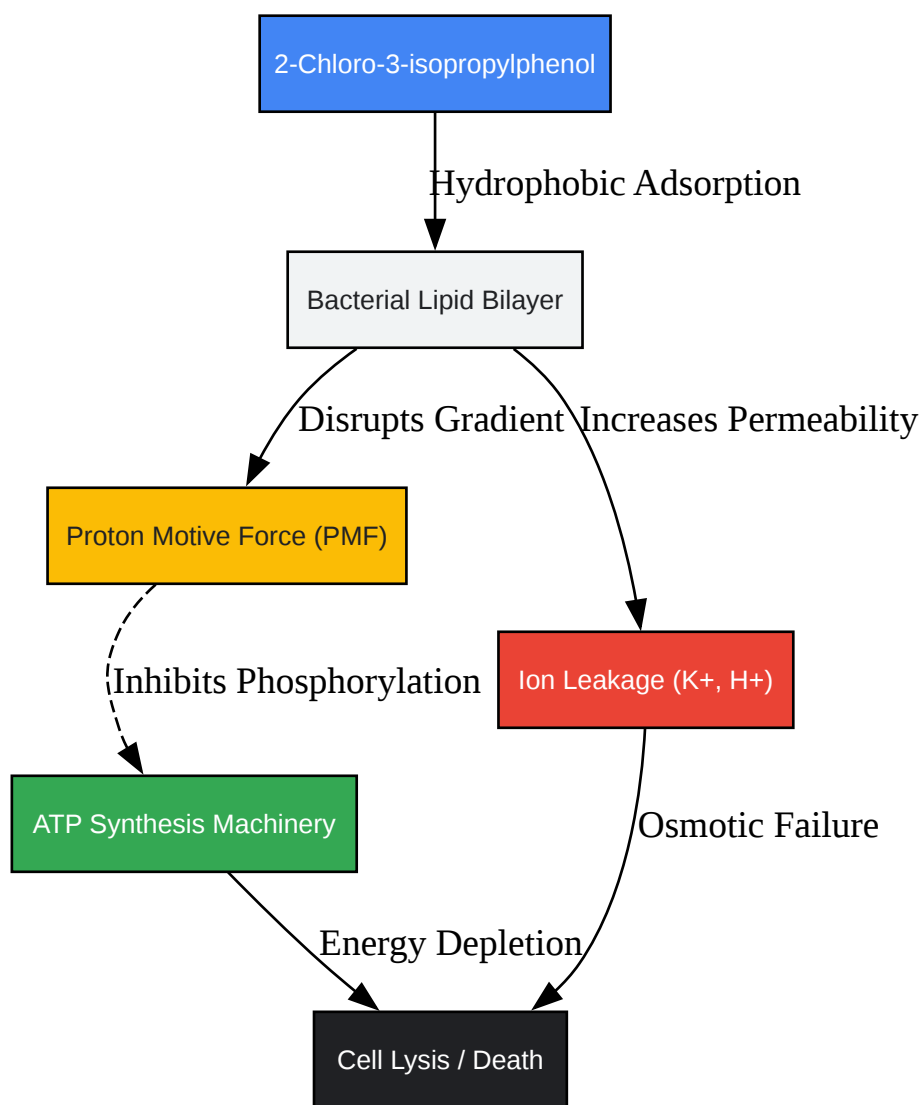 2-Chloro-3-isopropylphenol
Hydrophobic Adsorption
Bacterial Lipid Bilayer
Disrupts Gradient
Increases Permeability
Proton Motive Force (PMF)
Inhibits Phosphorylation
Ion Leakage (K+, H+)
ATP Synthesis Machinery
Osmotic Failure
Energy Depletion
Cell Lysis / Death